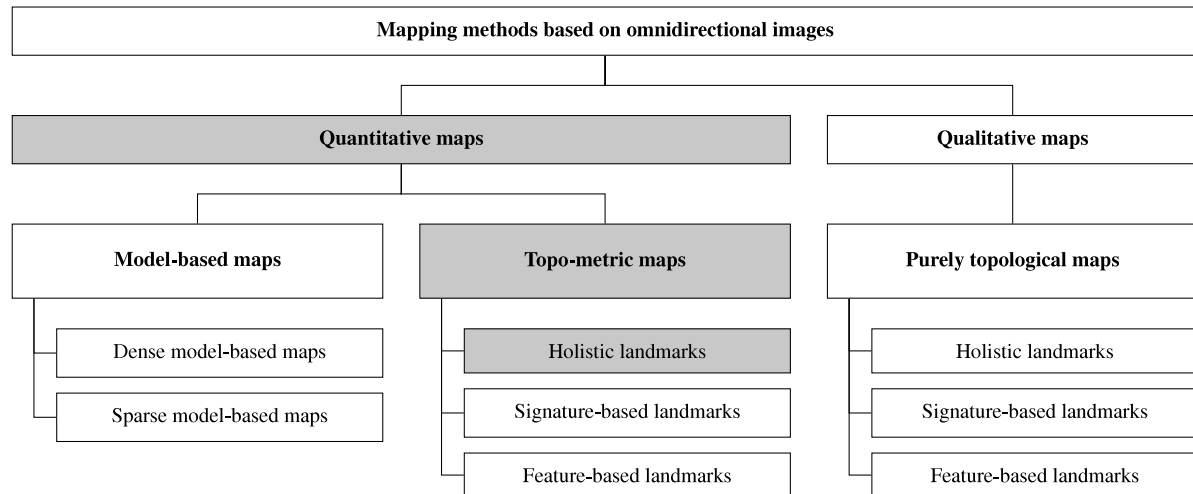 Mapping methods based on omnidirectional images
Quantitative maps
Qualitative maps
Model-based maps
Topo-metric maps
Purely topological maps
Dense model-based maps
Holistic landmarks
Holistic landmarks
Sparse model-based maps
Signature-based landmarks
Signature-based landmarks
Feature-based landmarks
Feature-based landmarks